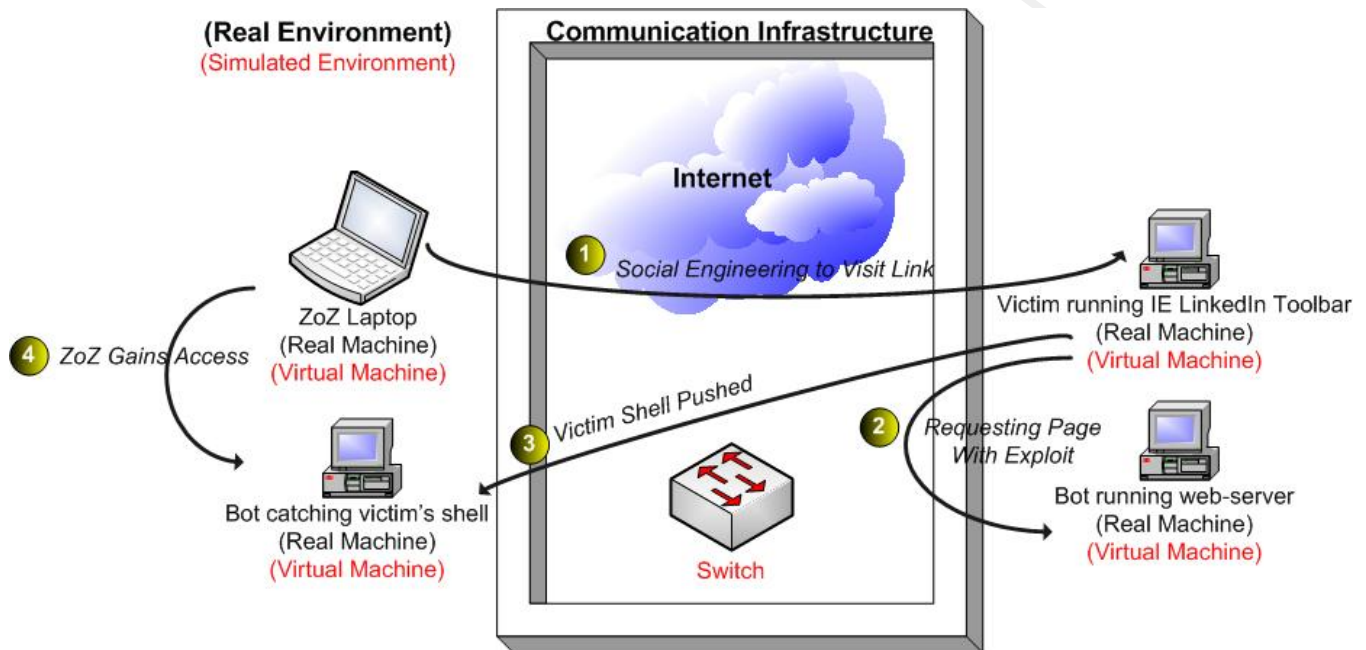 (Real Environment)
(Simulated Environment)
Communication Infrastructure
Internet
1
Social Engineering to Visit Link
ZoZ Laptop
(Real Machine)
(Virtual Machine)
Victim running IE LinkedIn Toolbar
(Real Machine)
(Virtual Machine)
4
ZoZ Gains Access
3
Victim Shell Pushed
2
Requesting Page
With Exploit
Bot catching victim's shell
(Real Machine)
(Virtual Machine)
Switch
Bot running web-server
(Real Machine)
(Virtual Machine)